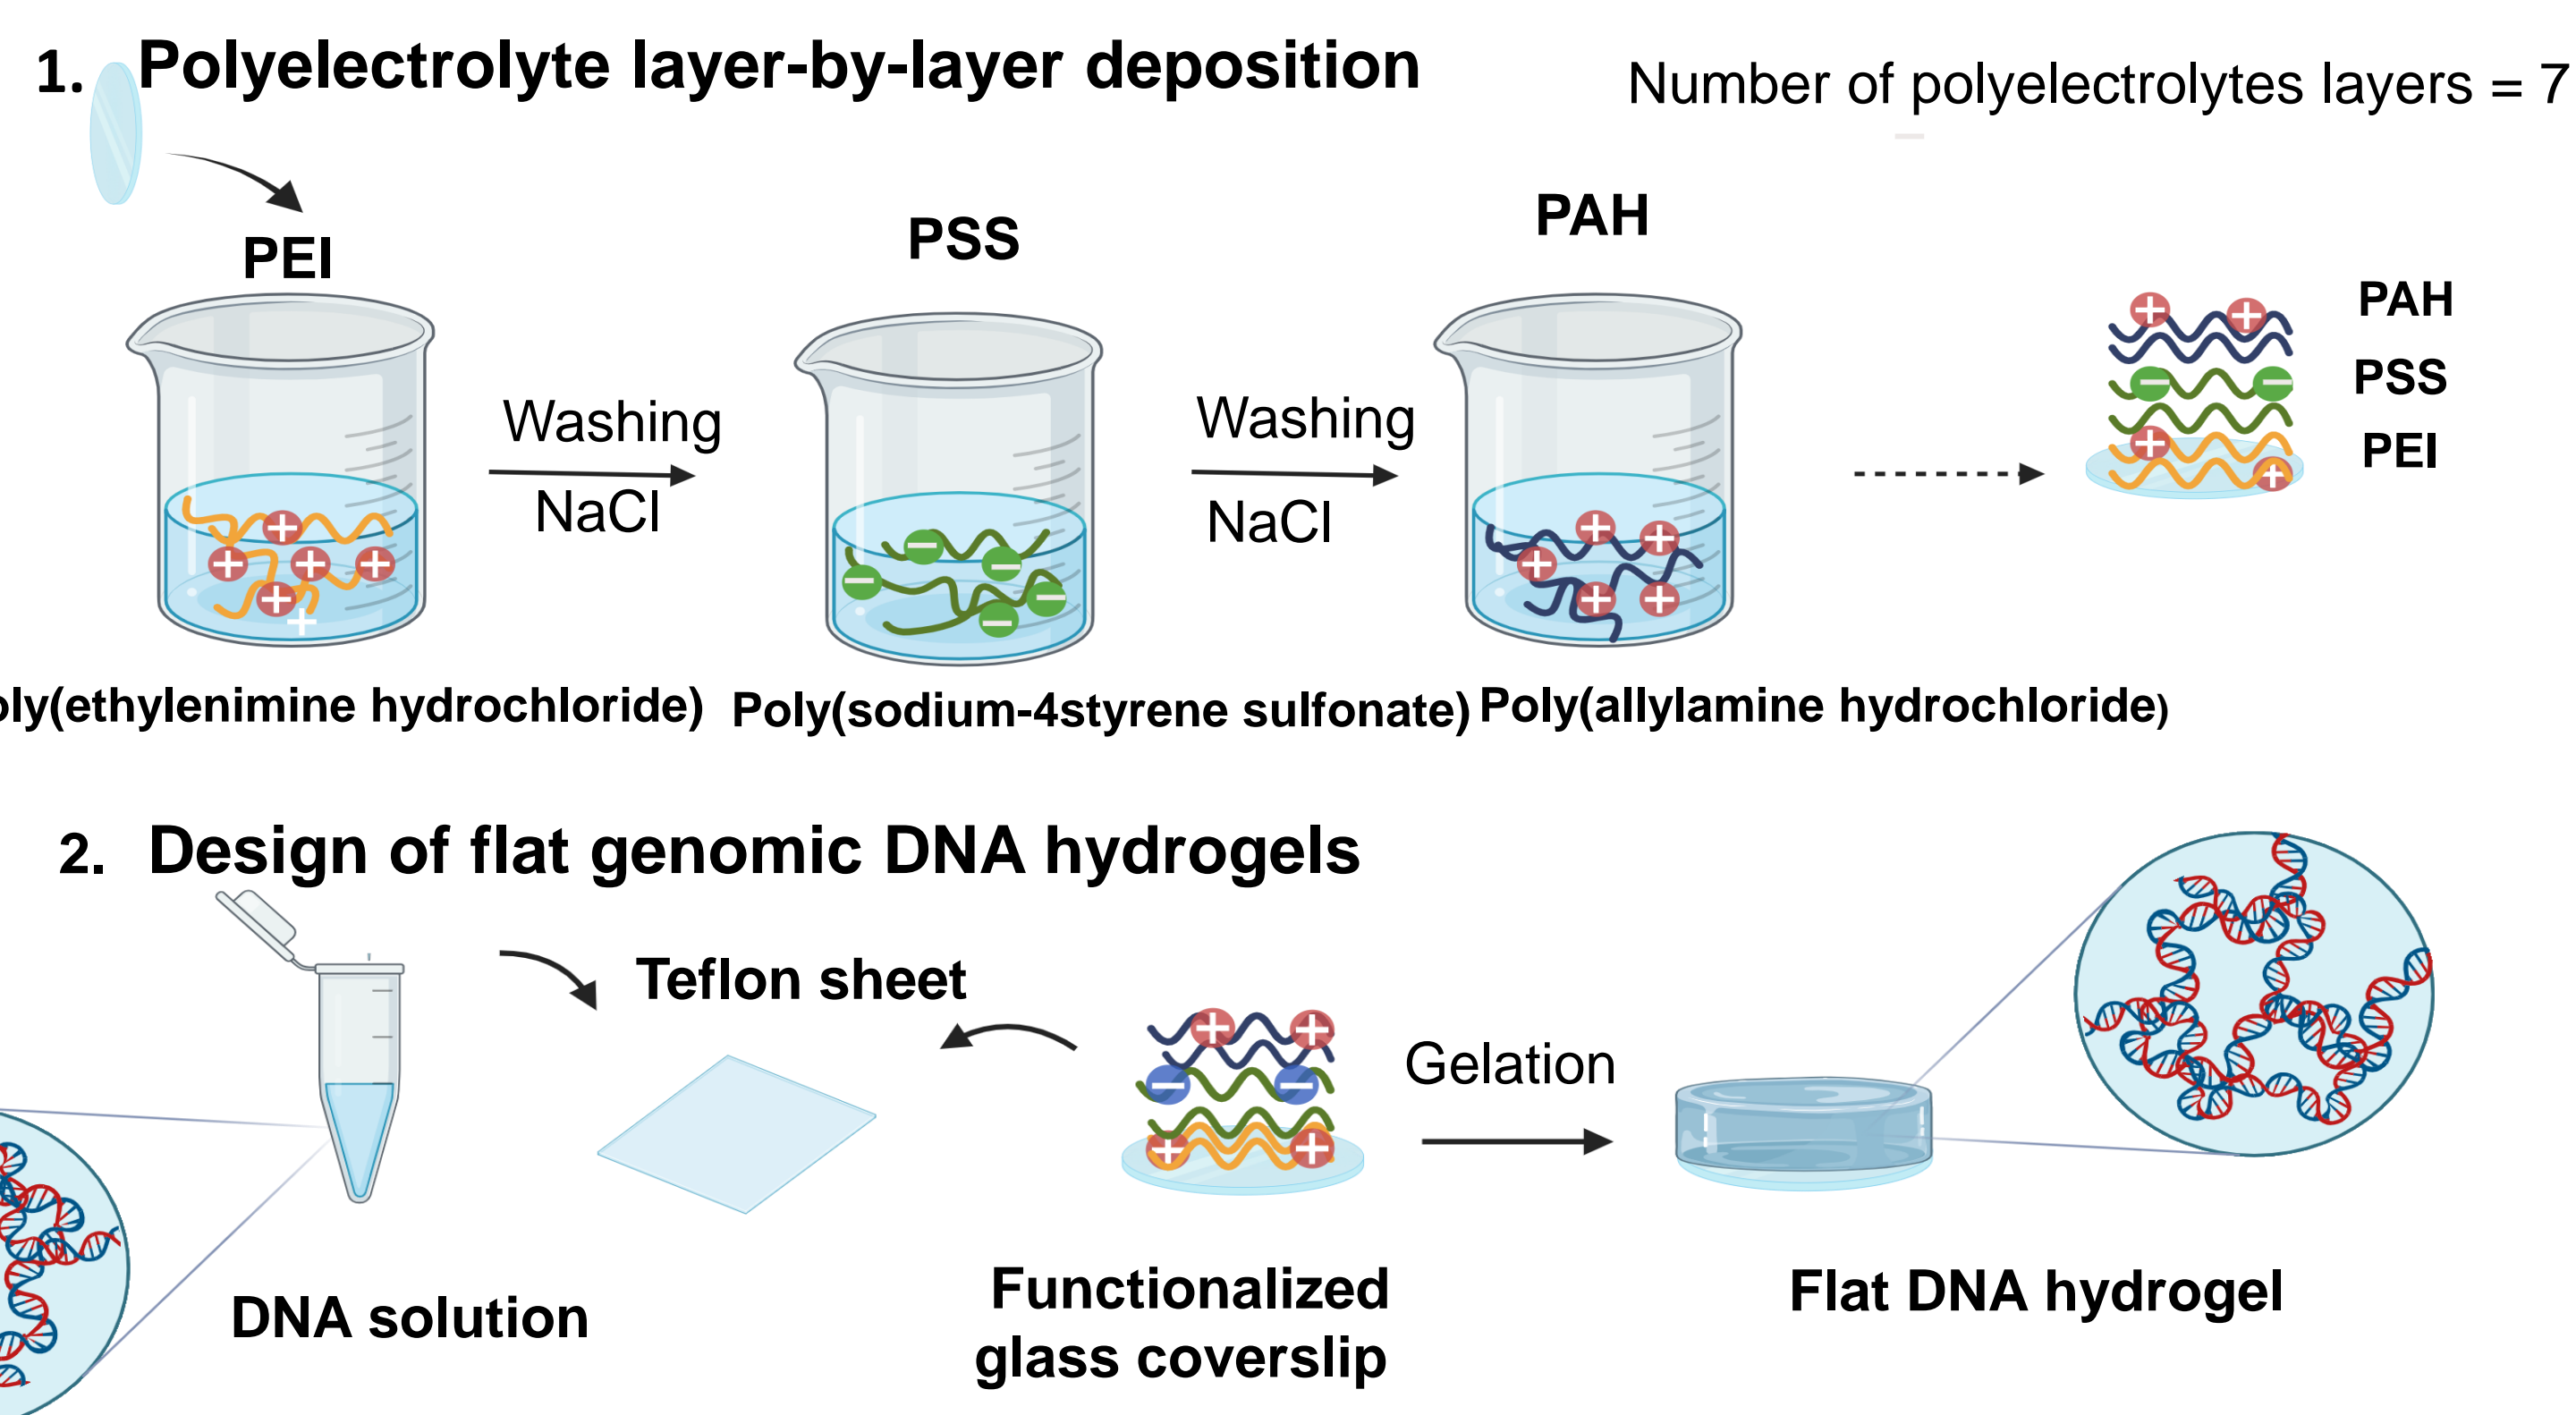 1. Polyelectrolyte layer-by-layer deposition
Number of polyelectrolytes layers = 7
PEI
PSS
PAH
Washing
NaCl
Washing
NaCl
PAH
PSS
PEI
oly(ethylenimine hydrochloride)
Poly(sodium-4styrene sulfonate)
Poly(allylamine hydrochloride)
2. Design of flat genomic DNA hydrogels
Teflon sheet
Gelation
DNA solution
Functionalized
glass coverslip
Flat DNA hydrogel